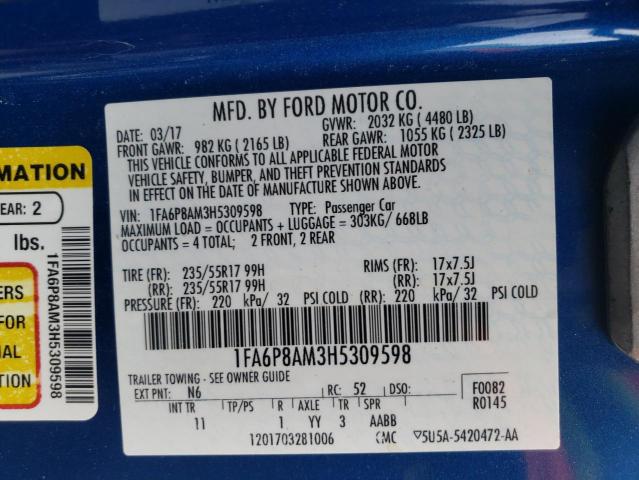 MFD. BY FORD MOTOR CO.
DATE: 03/17 GVWR: 2032 KG ( 4480 LB)
FRONT GAWR: 982 KG ( 2165 LB) REAR GAWR: 1055 KG ( 2325 LB)
THIS VEHICLE CONFORMS TO ALL APPLICABLE FEDERAL MOTOR
VEHICLE SAFETY, BUMPER, AND THEFT PREVENTION STANDARDS
IN EFFECT ON THE DATE OF MANUFACTURE SHOWN ABOVE.
VIN: 1FA6P8AM3H5309598 TYPE: Passenger Car
MAXIMUM LOAD = OCCUPANTS + LUGGAGE = 303KG/ 668LB
OCCUPANTS = 4 TOTAL; 2 FRONT, 2 REAR
TIRE (FR): 235/55R17 99H RIMS (FR): 17x7.5J
(RR): 235/55R17 99H (RR): 17x7.5J
PRESSURE (FR): 220 kPa/ 32 PSI COLD (RR): 220 kPa/ 32 PSI COLD
1FA6P8AM3H5309598
TRAILER TOWING - SEE OWNER GUIDE
EXT PNT: N6 RC: 52 DSO: F0082
R0145
INT TR TP/PS R AXLE TR SPR
11 1 YY 3 AABB
1201703281006 CMC 5U5A-5420472-AA
MATION
EAR: 2
lbs.
ERS
FOR
IAL
TION
1FA6P8AM3H5309598